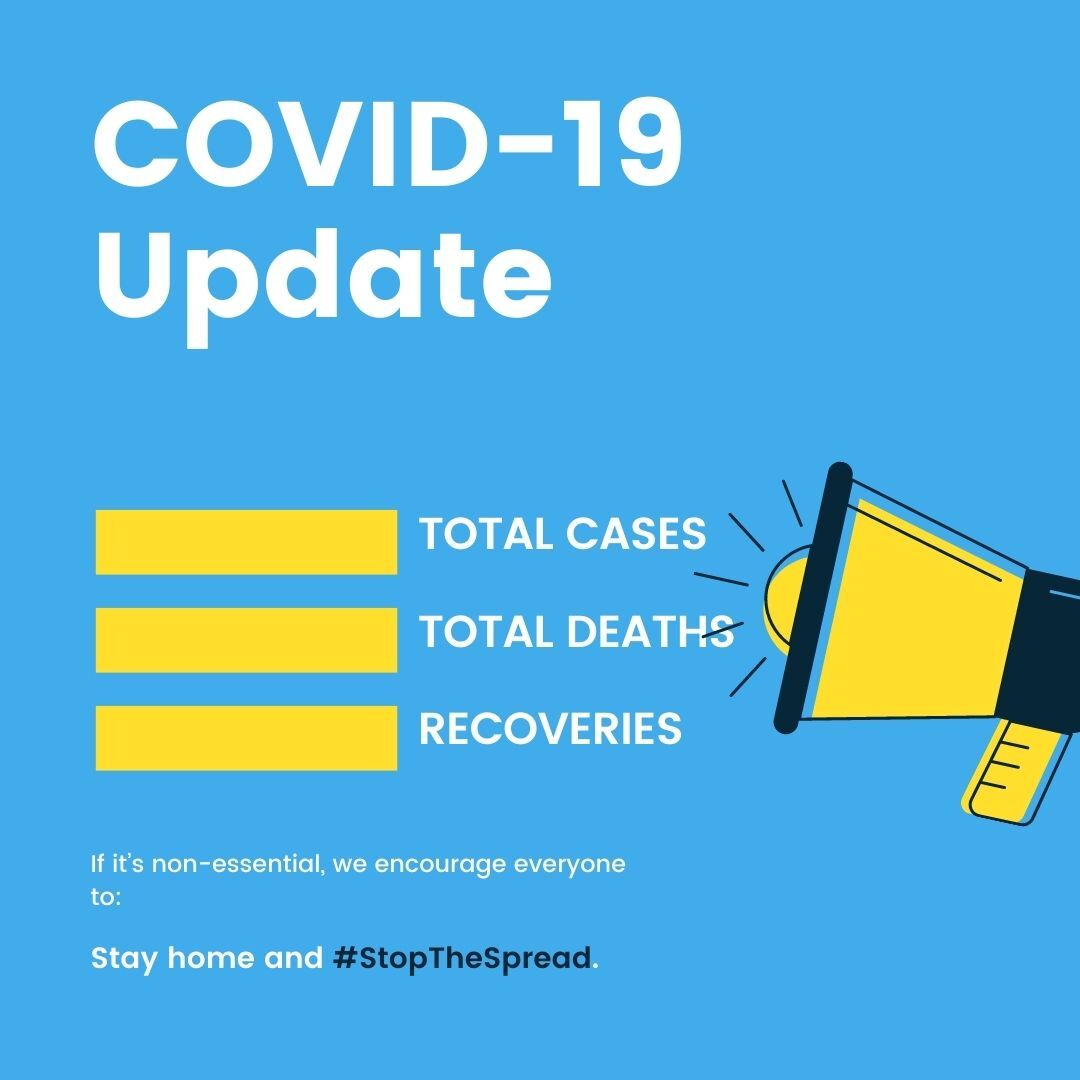 COVID-19
Update
TOTAL CASES
TOTAL DEATHS
RECOVERIES
If it's non-essential, we encourage everyone
to:
Stay home and #StopTheSpread.